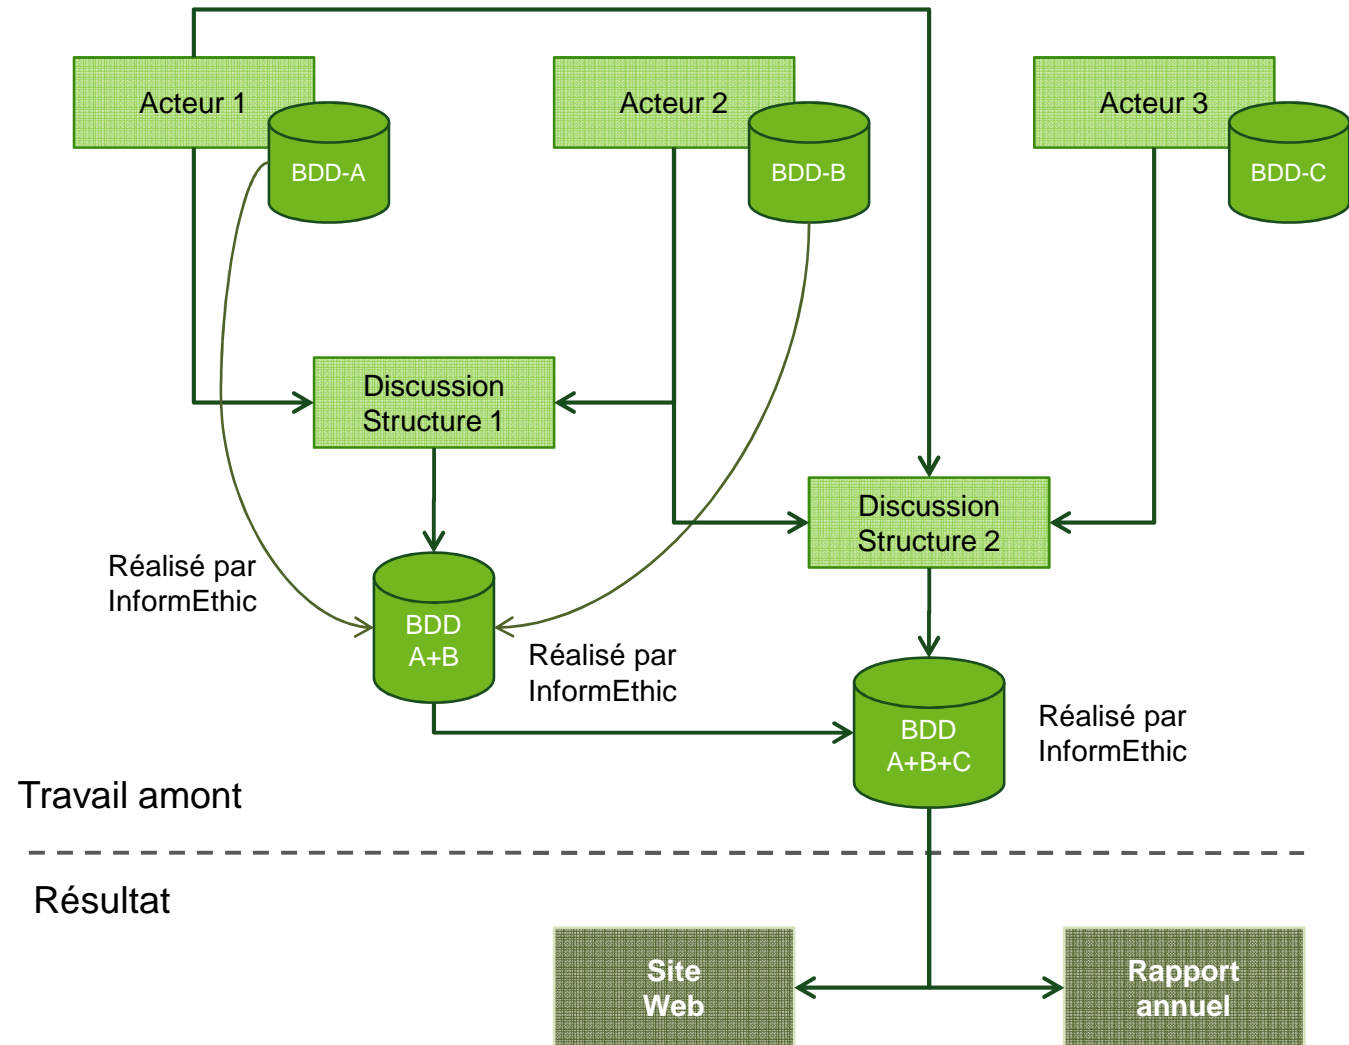 Acteur 1
Acteur 2
Acteur 3
BDD-A
BDD-B
BDD-C
Discussion
Structure 1
Discussion
Structure 2
Réalisé par
InformEthic
BDD
A+B
Réalisé par
InformEthic
BDD
A+B+C
Réalisé par
InformEthic
Travail amont
Résultat
Site
Web
Rapport
annuel